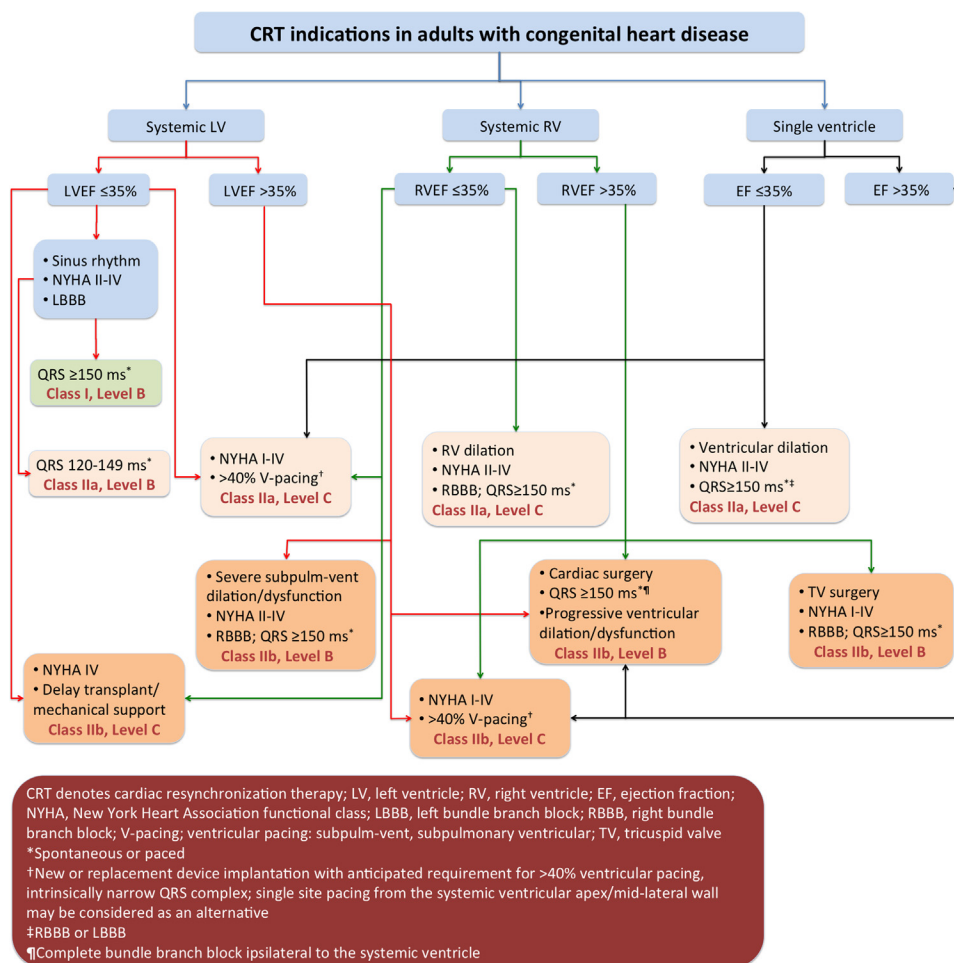 CRT indications in adults with congenital heart disease
Systemic LV
Systemic RV
Single ventricle
LVEF ≤35%
LVEF >35%
RVEF ≤35%
RVEF >35%
EF ≤35%
EF >35%
• Sinus rhythm
• NYHA II-IV
• LBBB
QRS ≥150 ms*
Class I, Level B
QRS 120-149 ms*
Class IIa, Level B
• NYHA I-IV
• >40% V-pacing†
Class IIa, Level C
• RV dilation
• NYHA II-IV
• RBBB; QRS≥150 ms*
Class IIa, Level C
• Ventricular dilation
• NYHA II-IV
• QRS≥150 ms*‡
Class IIa, Level C
• Severe subpulm-vent
dilation/dysfunction
• NYHA II-IV
• RBBB; QRS ≥150 ms*
Class IIb, Level B
• Cardiac surgery
• QRS ≥150 ms*¶
•Progressive ventricular
dilation/dysfunction
Class IIb, Level B
• TV surgery
• NYHA I-IV
• RBBB; QRS≥150 ms*
Class IIb, Level B
• NYHA IV
• Delay transplant/
mechanical support
Class IIb, Level C
• NYHA I-IV
• >40% V-pacing†
Class IIb, Level C
CRT denotes cardiac resynchronization therapy; LV, left ventricle; RV, right ventricle; EF, ejection fraction;
NYHA, New York Heart Association functional class; LBBB, left bundle branch block; RBBB, right bundle
branch block; V-pacing; ventricular pacing: subpulm-vent, subpulmonary ventricular; TV, tricuspid valve
*Spontaneous or paced
†New or replacement device implantation with anticipated requirement for >40% ventricular pacing,
intrinsically narrow QRS complex; single site pacing from the systemic ventricular apex/mid-lateral wall
may be considered as an alternative
‡RBBB or LBBB
¶Complete bundle branch block ipsilateral to the systemic ventricle